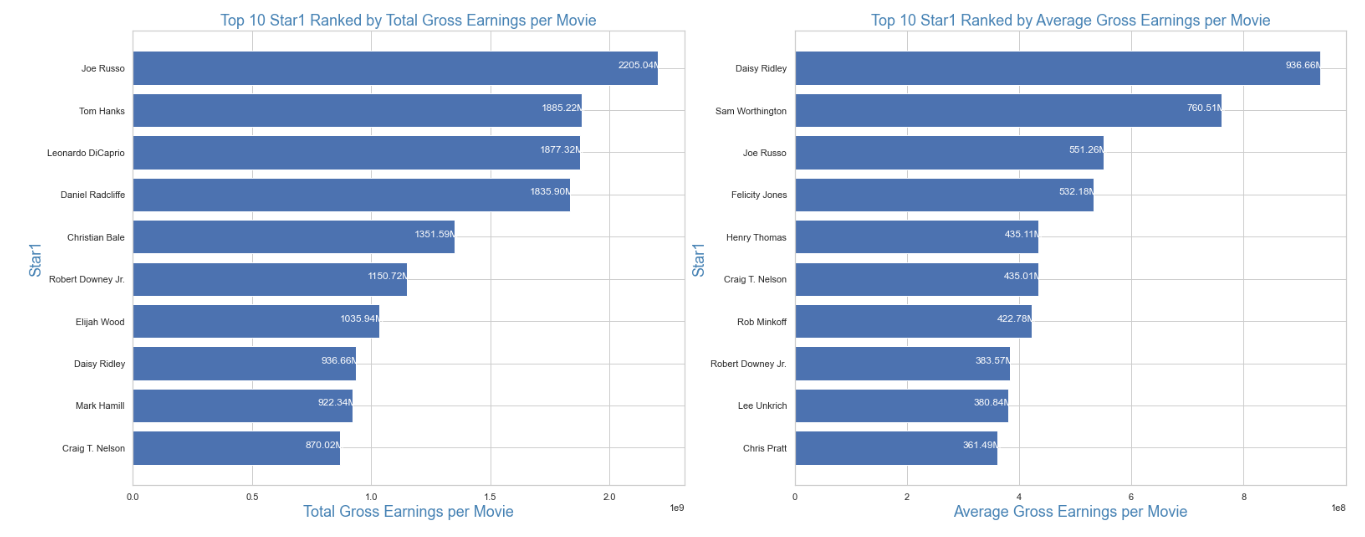 Top 10 Star1 Ranked by Total Gross Earnings per Movie
Star1
Joe Russo 2205.04M
Tom Hanks 1885.22M
Leonardo DiCaprio 1877.32M
Daniel Radcliffe 1835.90M
Christian Bale 1351.59M
Robert Downey Jr. 1150.72M
Elijah Wood 1035.94M
Daisy Ridley 936.66M
Mark Hamill 922.34M
Craig T. Nelson 870.02M
0.0 0.5 1.0 1.5 2.0
1e9
Total Gross Earnings per Movie
Top 10 Star1 Ranked by Average Gross Earnings per Movie
Star1
Daisy Ridley 936.66M
Sam Worthington 760.51M
Joe Russo 551.26M
Felicity Jones 532.18M
Henry Thomas 435.11M
Craig T. Nelson 435.01M
Rob Minkoff 422.78M
Robert Downey Jr. 383.57M
Lee Unkrich 380.84M
Chris Pratt 361.49M
0 2 4 6 8
1e8
Average Gross Earnings per Movie